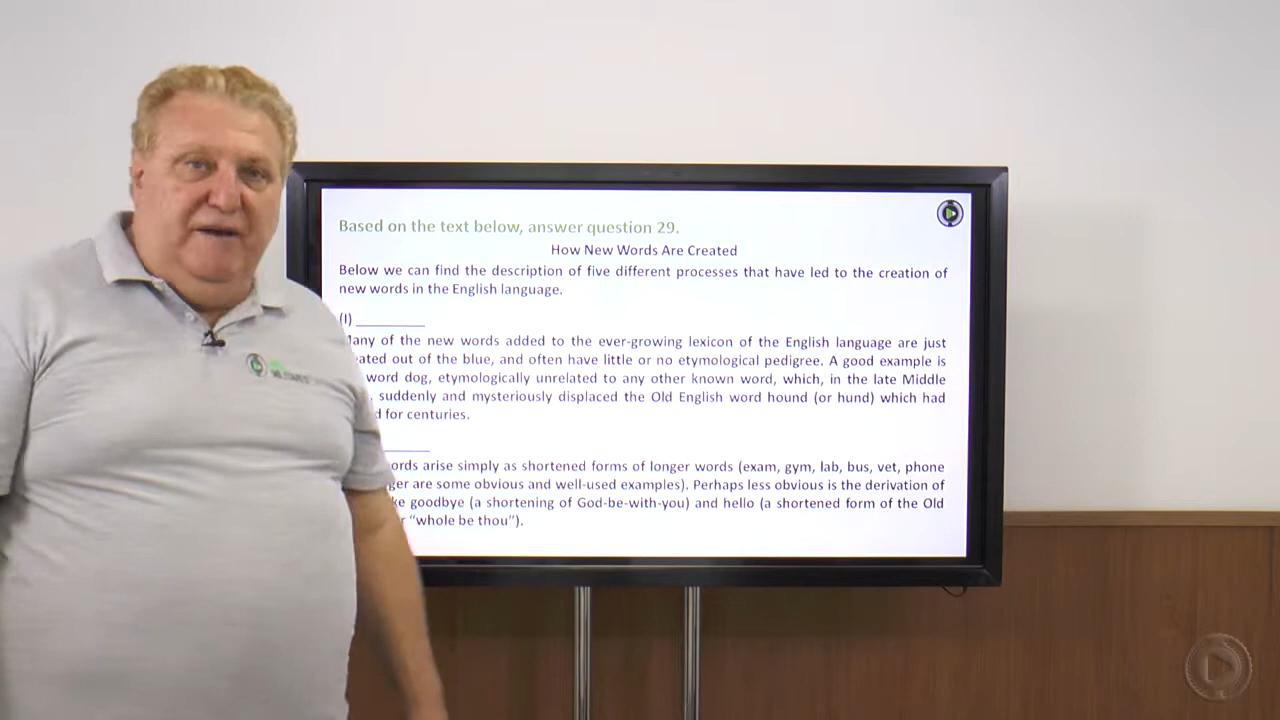 Based on the text below, answer question 29.
How New Words Are Created
Below we can find the description of five different processes that have led to the creation of
new words in the English language.
(I) ________
any of the new words added to the ever-growing lexicon of the English language are just
ated out of the blue, and often have little or no etymological pedigree. A good example is
word dog, etymologically unrelated to any other known word, which, in the late Middle
, suddenly and mysteriously displaced the Old English word hound (or hund) which had
d for centuries.
ords arise simply as shortened forms of longer words (exam, gym, lab, bus, vet, phone
ger are some obvious and well-used examples). Perhaps less obvious is the derivation of
ke goodbye (a shortening of God-be-with-you) and hello (a shortened form of the Old
r “whole be thou”).